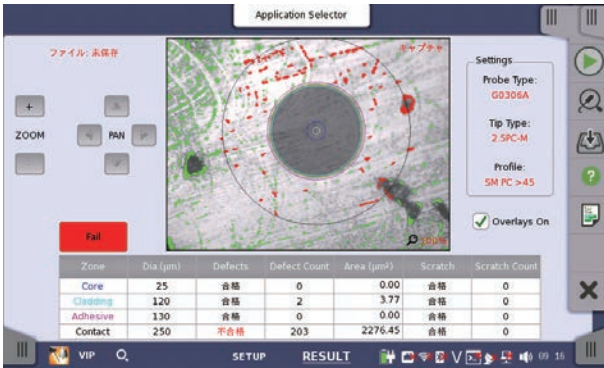 Application Selector
ファイル: 未保存
キャプチャ
Settings
Probe Type:
G0306A
Tip Type:
2.5PC-M
Profile:
SM PC >45
+
ZOOM
PAN
Overlays On
Fail
100%
Zone Dia.(μm) Defects Defect Count Area (μm²) Scratch Scratch Count
Core 25 合格 0 0.00 合格 0
Cladding 120 合格 2 3.77 合格 0
Adhesive 130 合格 0 0.00 合格 0
Contact 250 不合格 203 2276.45 合格 0
VIP SETUP RESULT V 09 16